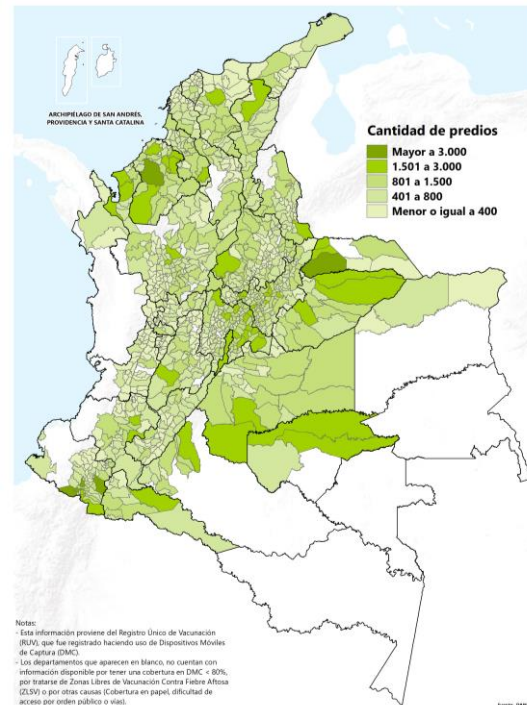 ARCHIPIÉLAGO DE SAN ANDRÉS,
PROVIDENCIA Y SANTA CATALINA
Cantidad de predios
Mayor a 3.000
1.501 a 3.000
801 a 1.500
401 a 800
Menor o igual a 400
Notas:
- Esta información proviene del Registro Único de Vacunación
(RUV), que fue registrado haciendo uso de Dispositivos Móviles
de Captura (DMC).
- Los departamentos que aparecen en blanco, no cuentan con
información disponible por tener una cobertura en DMC < 80%,
por tratarse de Zonas Libres de Vacunación Contra Fiebre Aftosa
(ZLSV) o por otras causas (Cobertura en papel, dificultad de
acceso por orden público o vías).